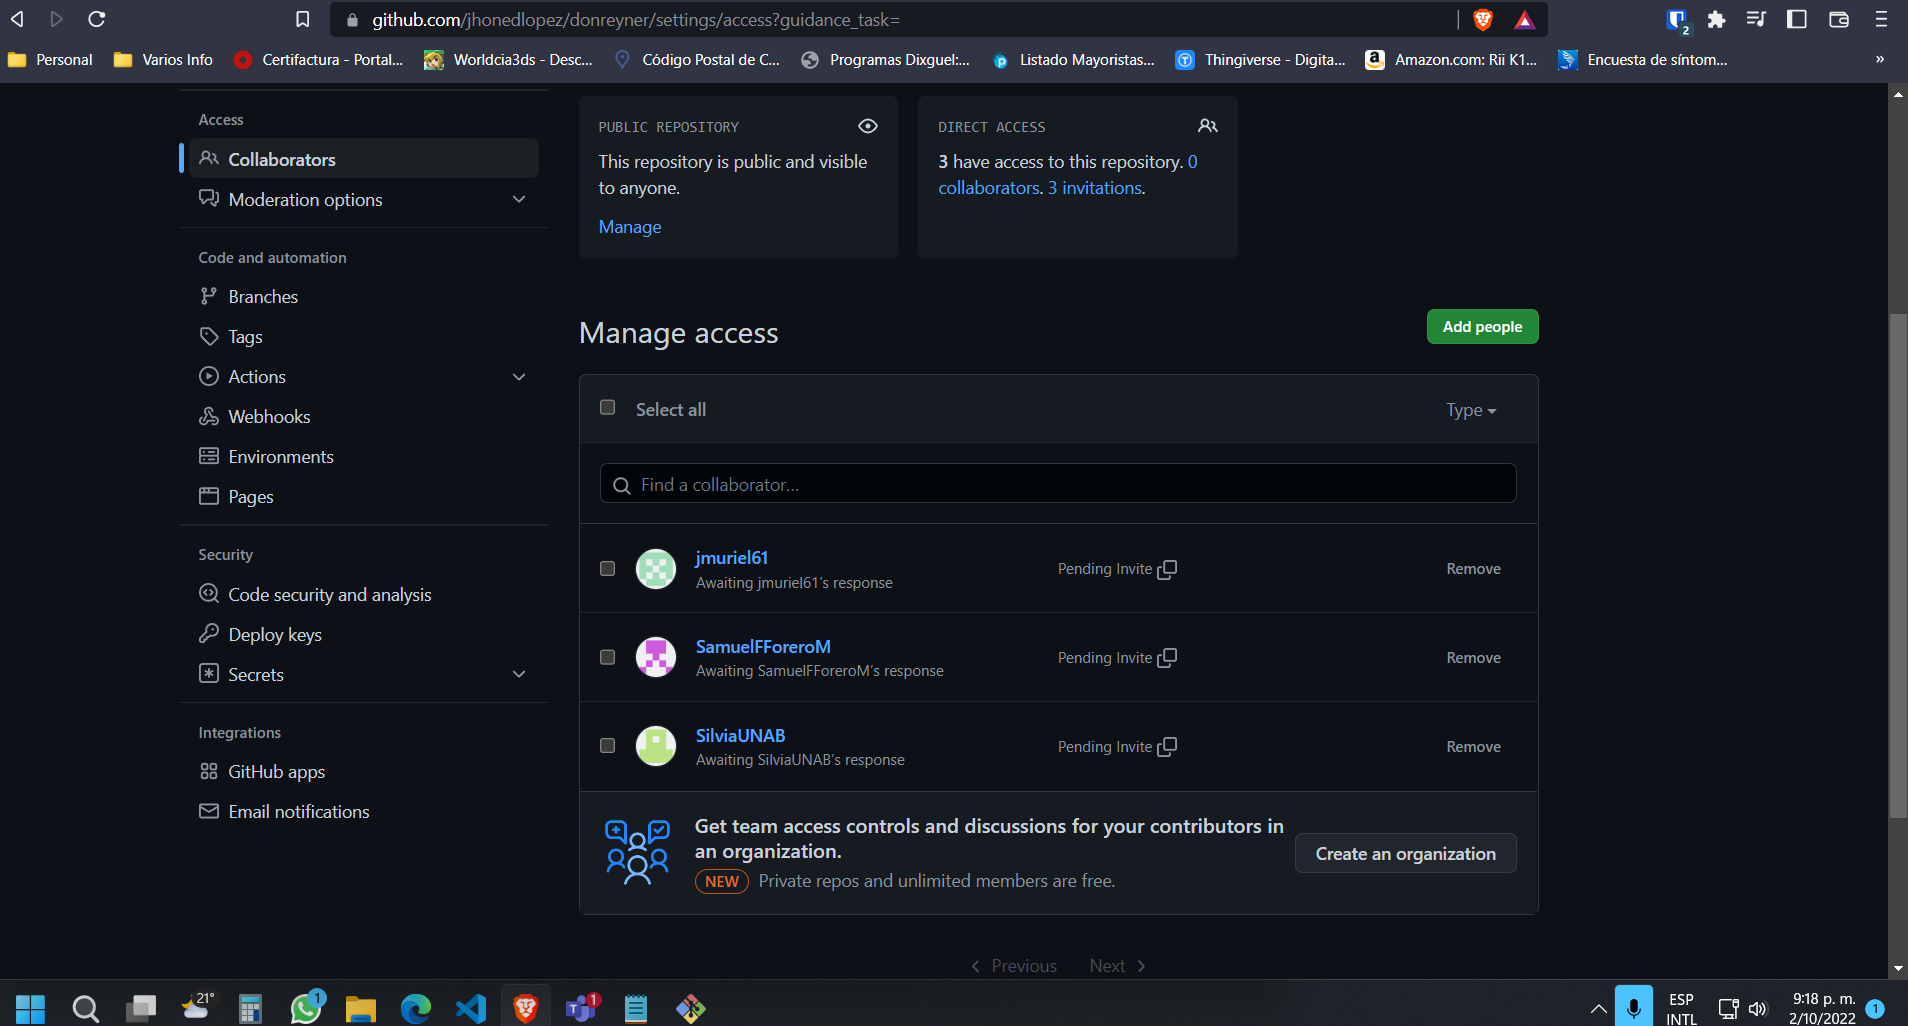 github.com/jhonedlopez/donreyner/settings/access?guidance_task=
2
Personal
Varios Info
Certifactura - Portal...
Worldcia3ds - Desc...
Código Postal de C...
Programas Dixguel:...
Listado Mayoristas...
Thingiverse - Digita...
Amazon.com: Rii K1...
Encuesta de síntom...
»
Access
Collaborators
Moderation options
Code and automation
Branches
Tags
Actions
Webhooks
Environments
Pages
Security
Code security and analysis
Deploy keys
Secrets
Integrations
GitHub apps
Email notifications
PUBLIC REPOSITORY
This repository is public and visible
to anyone.
Manage
DIRECT ACCESS
3 have access to this repository. 0
collaborators. 3 invitations.
Manage access
Add people
Select all
Type
Find a collaborator...
jmuriel61
Awaiting jmuriel61's response
Pending Invite
Remove
SamuelFForeroM
Awaiting SamuelFForeroM's response
Pending Invite
Remove
SilviaUNAB
Awaiting SilviaUNAB's response
Pending Invite
Remove
Get team access controls and discussions for your contributors in
an organization.
NEW Private repos and unlimited members are free.
Create an organization
Previous
Next
21°
1
1
ESP
INTL
9:18 p. m.
2/10/2022
1